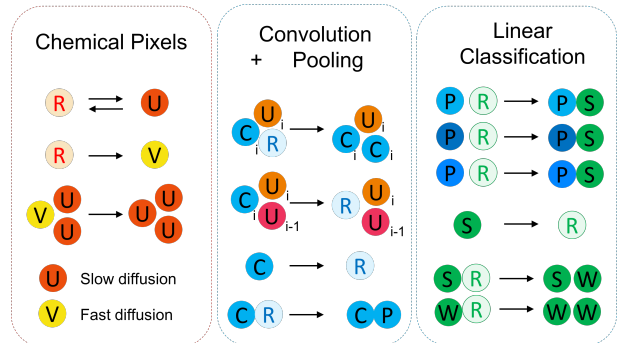 Chemical Pixels
R U
R V
V U U U U U
U Slow diffusion
V Fast diffusion
Convolution
+ Pooling
C i U i R U i C i C i
C i U i U i-1 R U i U i-1
C R
C R C P
Linear
Classification
P R P S
P R P S
P R P S
S R
S R S W
W R W W